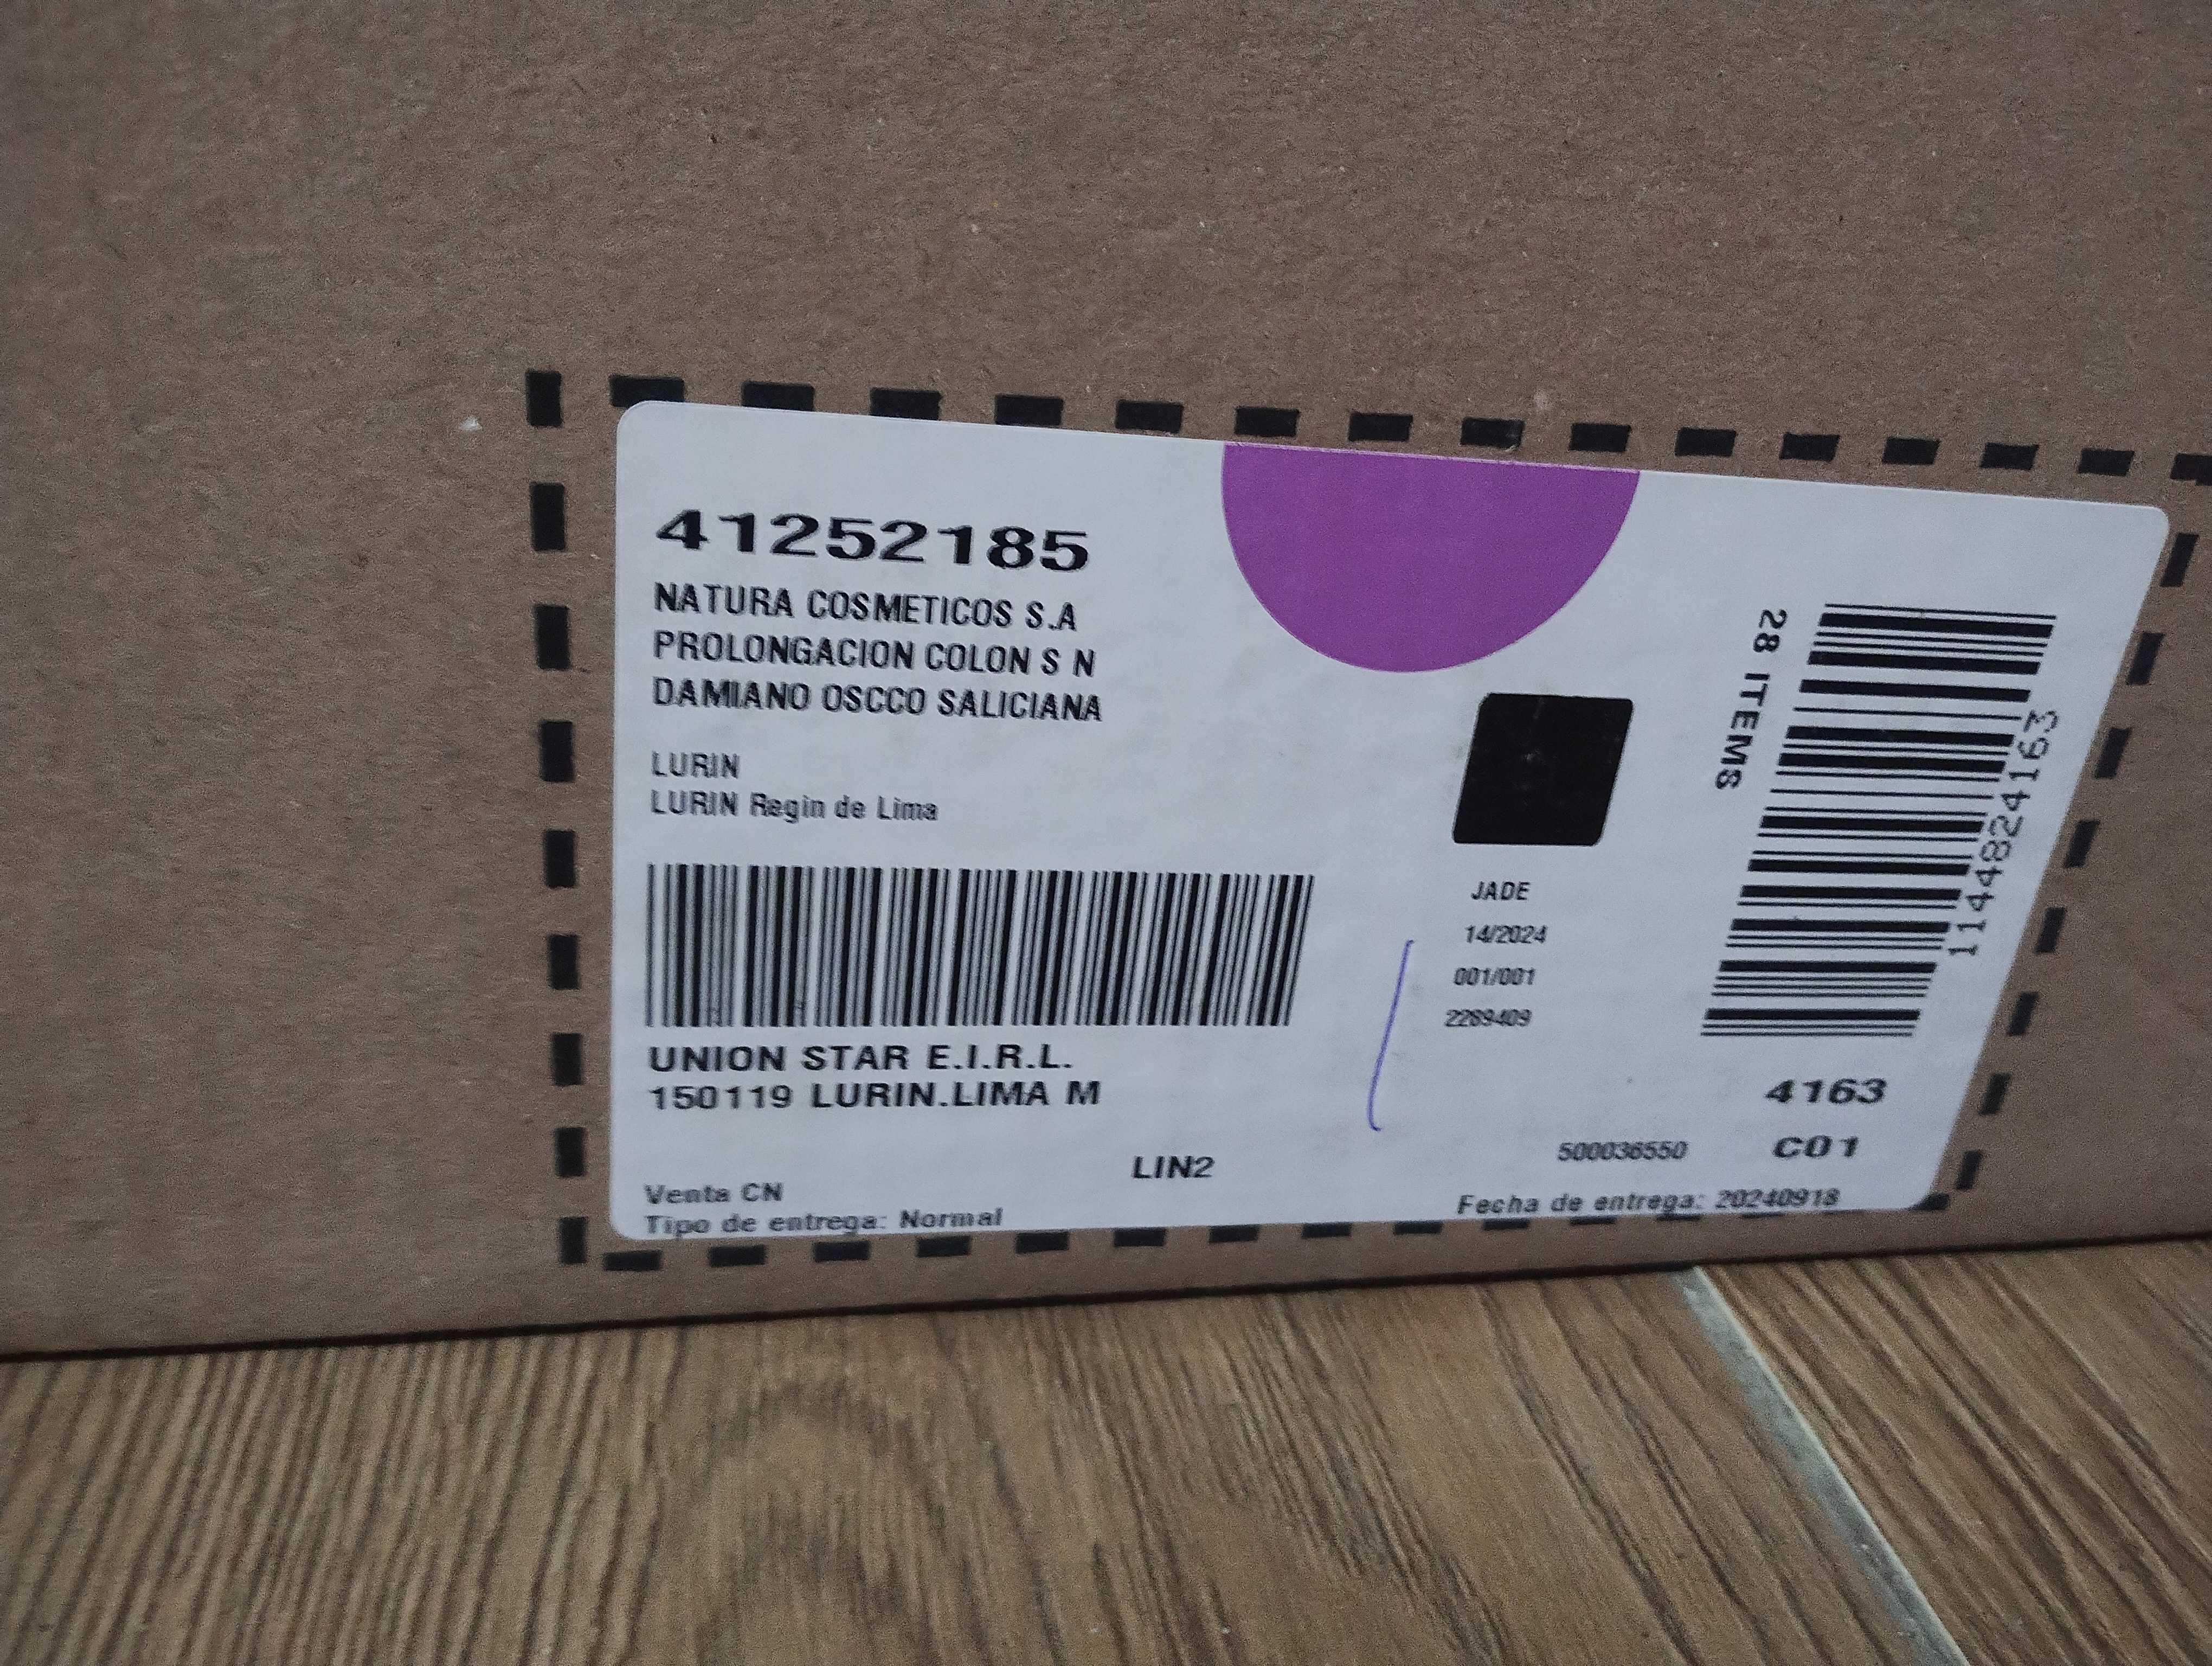 41252185
NATURA COSMETICOS S.A
PROLONGACION COLON S N
DAMIANO OSCCO SALICIANA
LURIN
LURIN Regin de Lima
UNION STAR E.I.R.L.
150119 LURIN.LIMA M
LIN2
Venta CN
Tipo de entrega: Normal
JADE
14/2024
001/001
2289409
28 ITEMS
1144824163
4163
500036550
C01
Fecha de entrega: 20240918